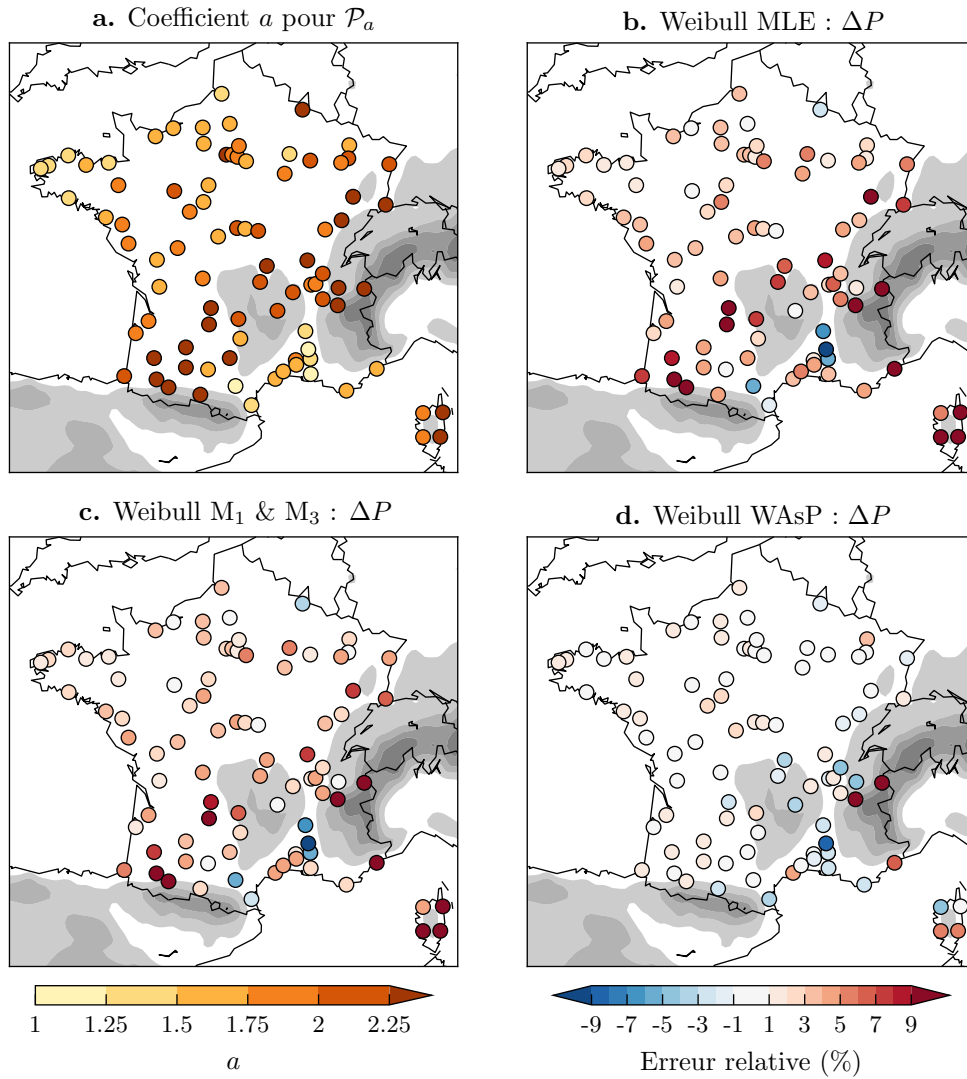 a. Coefficient a pour 𝒫ₐ
b. Weibull MLE : ΔP
c. Weibull M₁ & M₃ : ΔP
d. Weibull WAsP : ΔP
1 1.25 1.5 1.75 2 2.25
a
-9 -7 -5 -3 -1 1 3 5 7 9
Erreur relative (%)